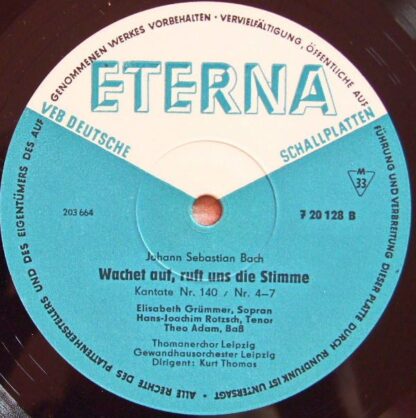 ALLE RECHTE DES PLATTENHERSTELLERS UND DES EIGENTÜMERS DES AUF GENOMMENEN WERKES VORBEHALTEN · VERVIELFÄLTIGUNG, ÖFFENTLICHE AUF FÜHRUNG UND VERBREITUNG DIESER PLATTE DURCH RUNDFUNK IST UNTERSAGT ·
ETERNA
VEB DEUTSCHE
SCHALLPLATTEN
M
33
203 664
7 20 128 B
Johann Sebastian Bach
Wachet auf, ruft uns die Stimme
Kantate Nr. 140 / Nr. 4–7
Elisabeth Grümmer, Sopran
Hans-Joachim Rotzsch, Tenor
Theo Adam, Baß
Thomanerchor Leipzig
Gewandhausorchester Leipzig
Dirigent: Kurt Thomas